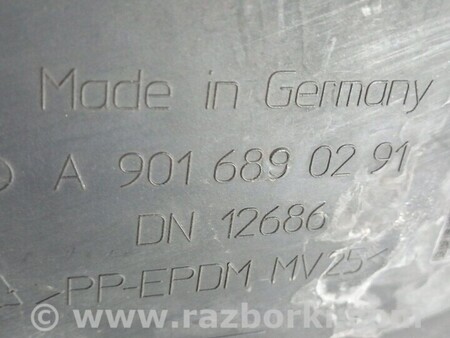 Made in Germany
A 901 689 02 91
DN 12686
>PP-EPDM MV25<
© www.razborki